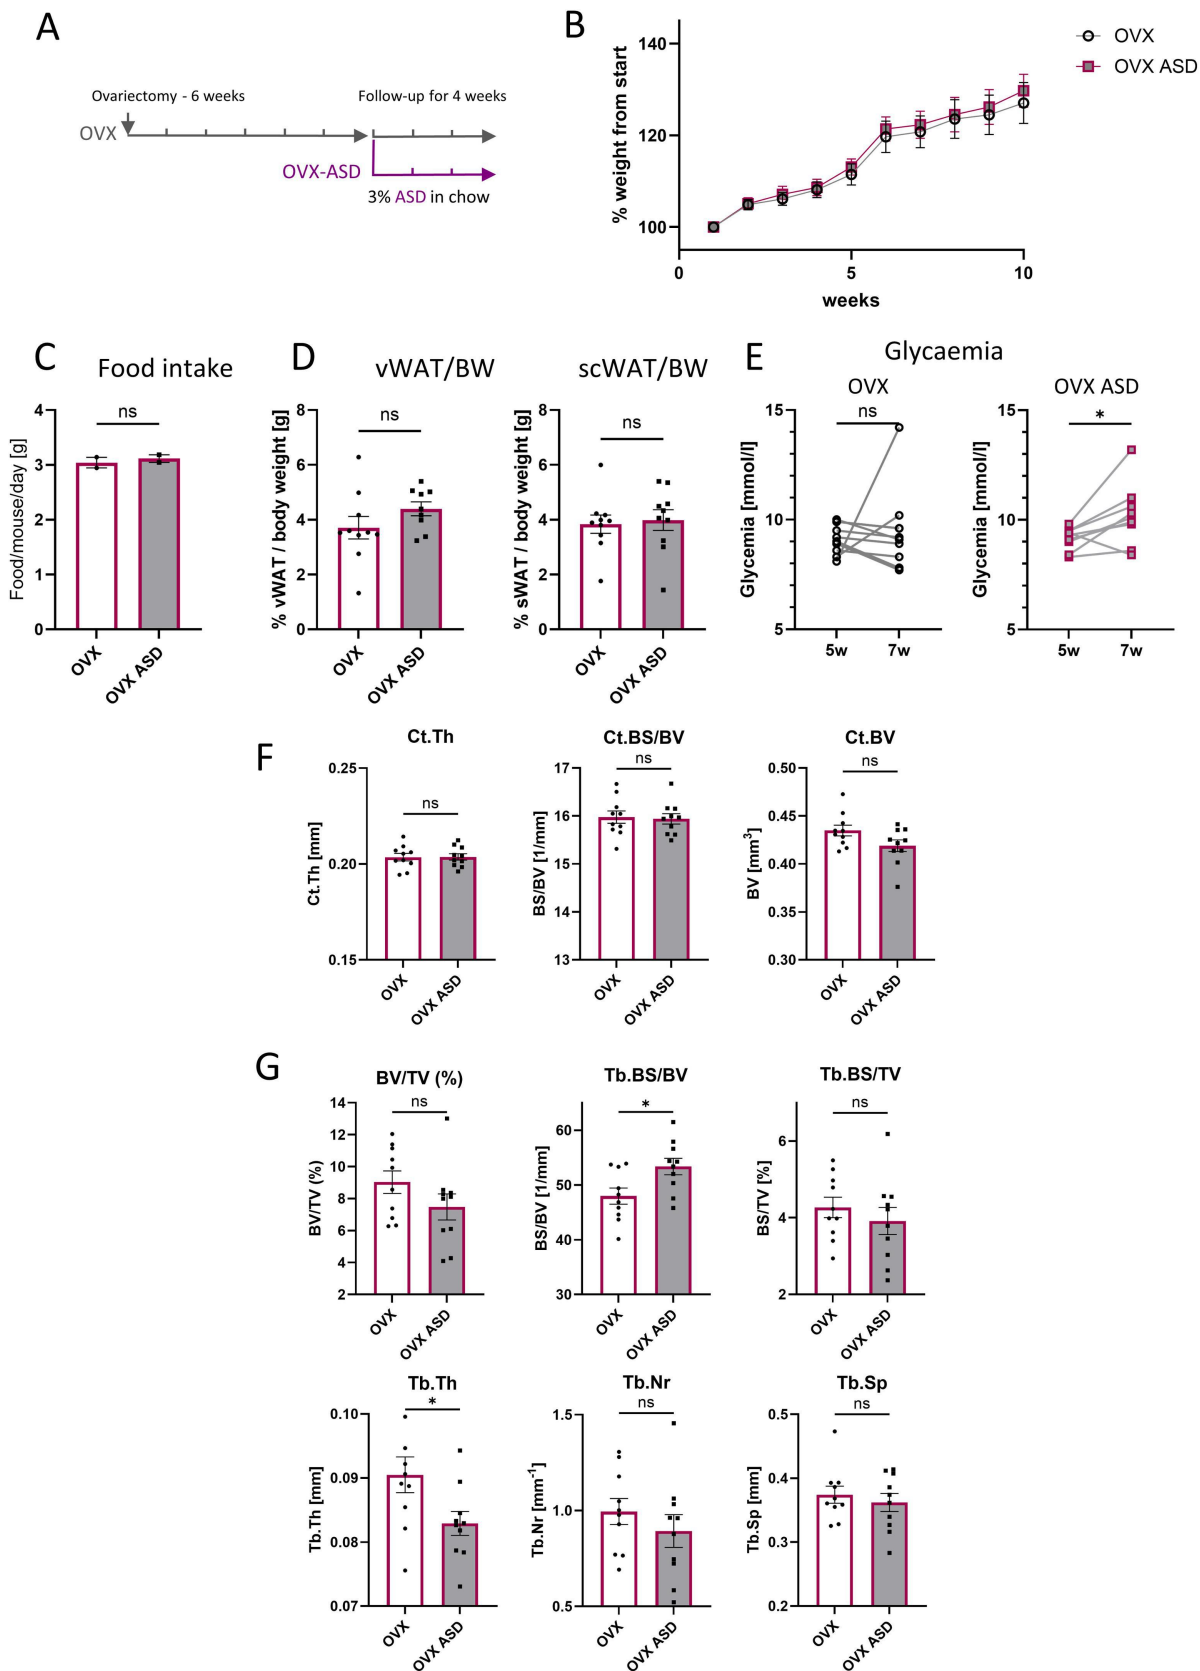 A
Ovariectomy - 6 weeks
Follow-up for 4 weeks
OVX
OVX-ASD
3% ASD in chow
B
% weight from start
140
120
100
0
5
10
weeks
OVX
OVX ASD
C
Food intake
ns
Food/mouse/day [g]
4
3
2
1
0
OVX
OVX ASD
D
vWAT/BW
ns
% vWAT / body weight [g]
8
6
4
2
0
OVX
OVX ASD
scWAT/BW
ns
% sWAT / body weight [g]
8
6
4
2
0
OVX
OVX ASD
E
Glycaemia
OVX
ns
Glycemia [mmol/l]
15
10
5
5w
7w
OVX ASD
*
Glycemia [mmol/l]
15
10
5
5w
7w
F
Ct.Th
ns
Ct.Th [mm]
0.25
0.20
0.15
OVX
OVX ASD
Ct.BS/BV
ns
BS/BV [1/mm]
17
16
15
14
13
OVX
OVX ASD
Ct.BV
ns
BV [mm³]
0.50
0.45
0.40
0.35
0.30
OVX
OVX ASD
G
BV/TV (%)
ns
BV/TV (%)
14
12
10
8
6
4
2
OVX
OVX ASD
Tb.BS/BV
*
BS/BV [1/mm]
60
50
40
30
OVX
OVX ASD
Tb.BS/TV
ns
BS/TV [%]
6
4
2
OVX
OVX ASD
Tb.Th
*
Tb.Th [mm]
0.10
0.09
0.08
0.07
OVX
OVX ASD
Tb.Nr
ns
Tb.Nr [mm⁻¹]
1.5
1.0
0.5
OVX
OVX ASD
Tb.Sp
ns
Tb.Sp [mm]
0.5
0.4
0.3
0.2
OVX
OVX ASD